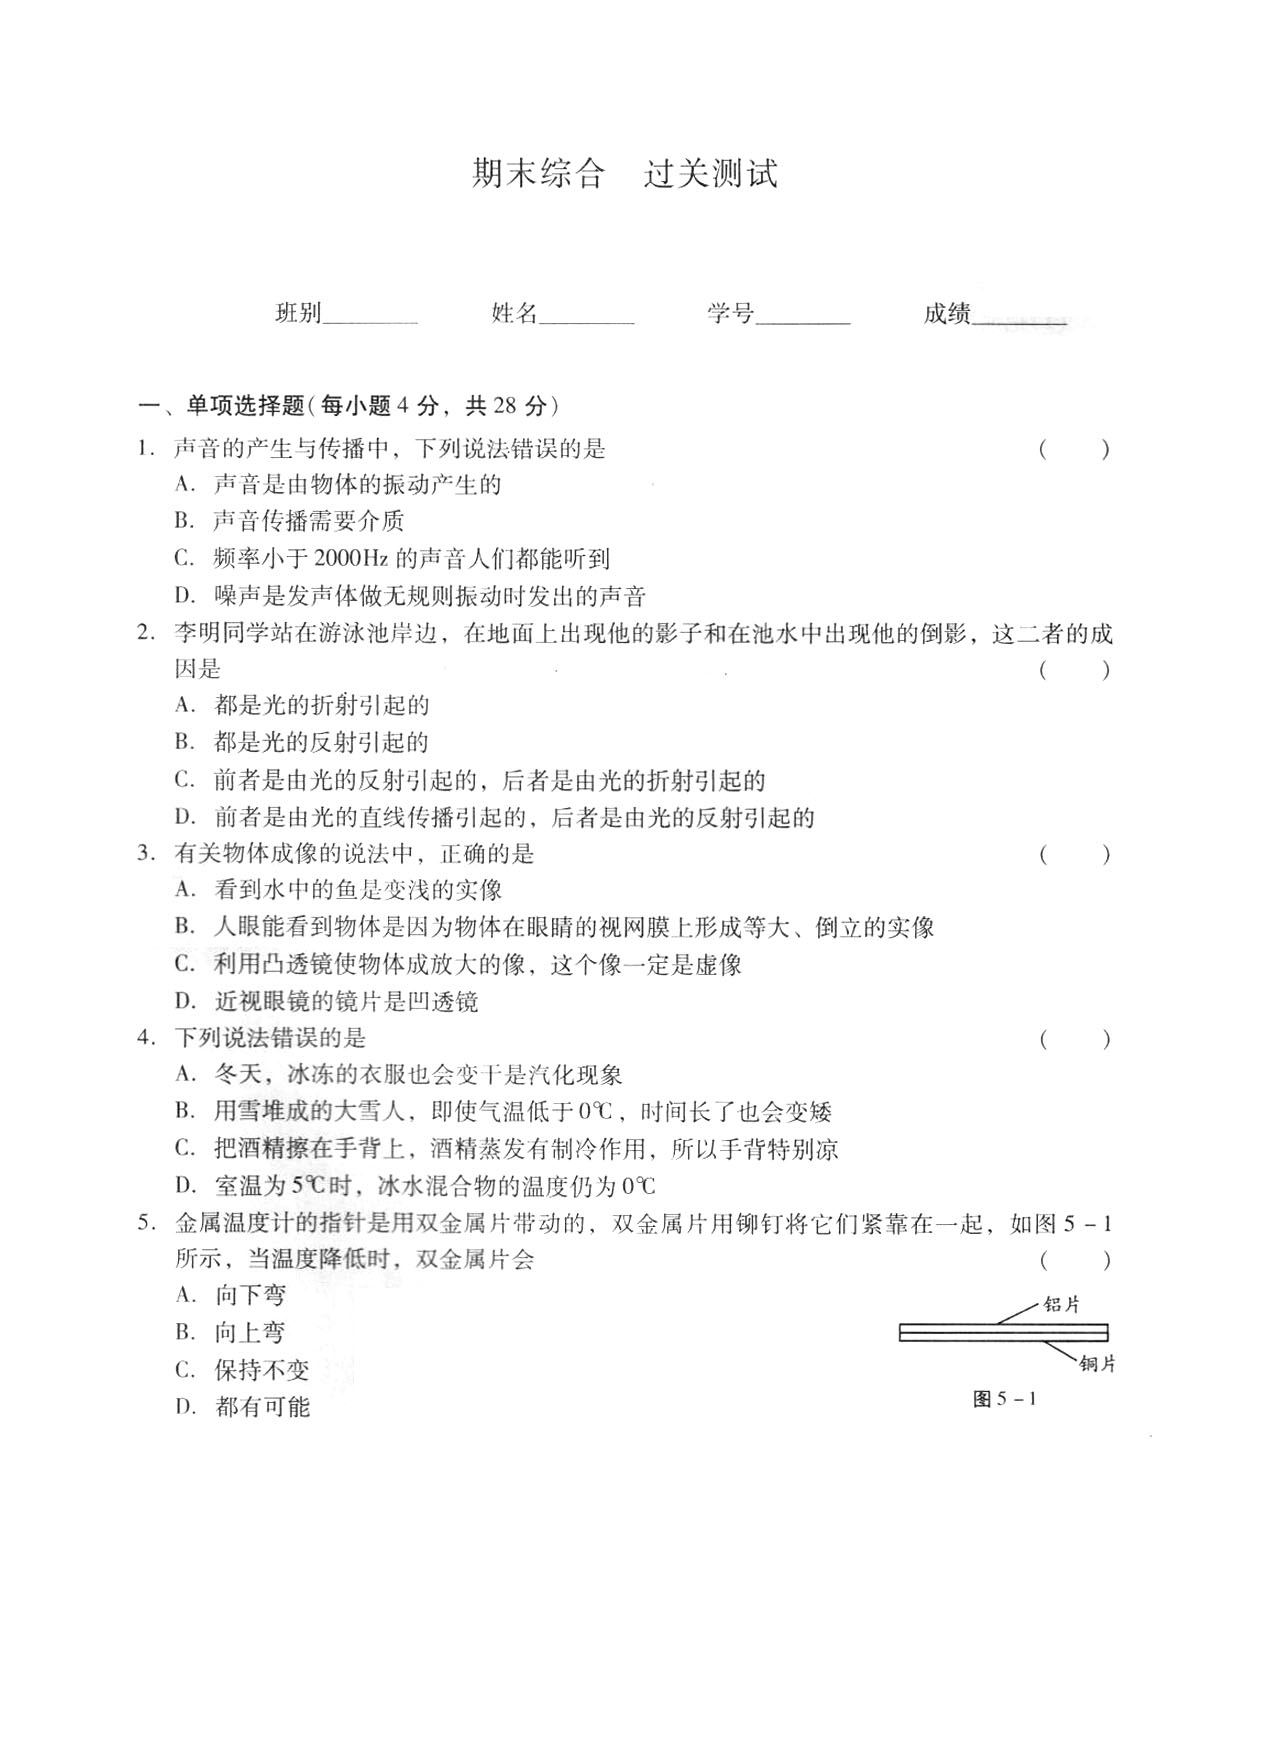 期末综合 过关测试
班别________ 姓名________ 学号________ 成绩________
一、单项选择题(每小题4分，共28分)
1. 声音的产生与传播中，下列说法错误的是 ( )
A. 声音是由物体的振动产生的
B. 声音传播需要介质
C. 频率小于2000Hz的声音人们都能听到
D. 噪声是发声体做无规则振动时发出的声音
2. 李明同学站在游泳池岸边，在地面上出现他的影子和在池水中出现他的倒影，这二者的成
因是 ( )
A. 都是光的折射引起的
B. 都是光的反射引起的
C. 前者是由光的反射引起的，后者是由光的折射引起的
D. 前者是由光的直线传播引起的，后者是由光的反射引起的
3. 有关物体成像的说法中，正确的是 ( )
A. 看到水中的鱼是变浅的实像
B. 人眼能看到物体是因为物体在眼睛的视网膜上形成等大、倒立的实像
C. 利用凸透镜使物体成放大的像，这个像一定是虚像
D. 近视眼镜的镜片是凹透镜
4. 下列说法错误的是 ( )
A. 冬天，冰冻的衣服也会变干是汽化现象
B. 用雪堆成的大雪人，即使气温低于0℃，时间长了也会变矮
C. 把酒精擦在手背上，酒精蒸发有制冷作用，所以手背特别凉
D. 室温为5℃时，冰水混合物的温度仍为0℃
5. 金属温度计的指针是用双金属片带动的，双金属片用铆钉将它们紧靠在一起，如图5-1
所示，当温度降低时，双金属片会 ( )
A. 向下弯
B. 向上弯
C. 保持不变
D. 都有可能
铝片
铜片
图5-1